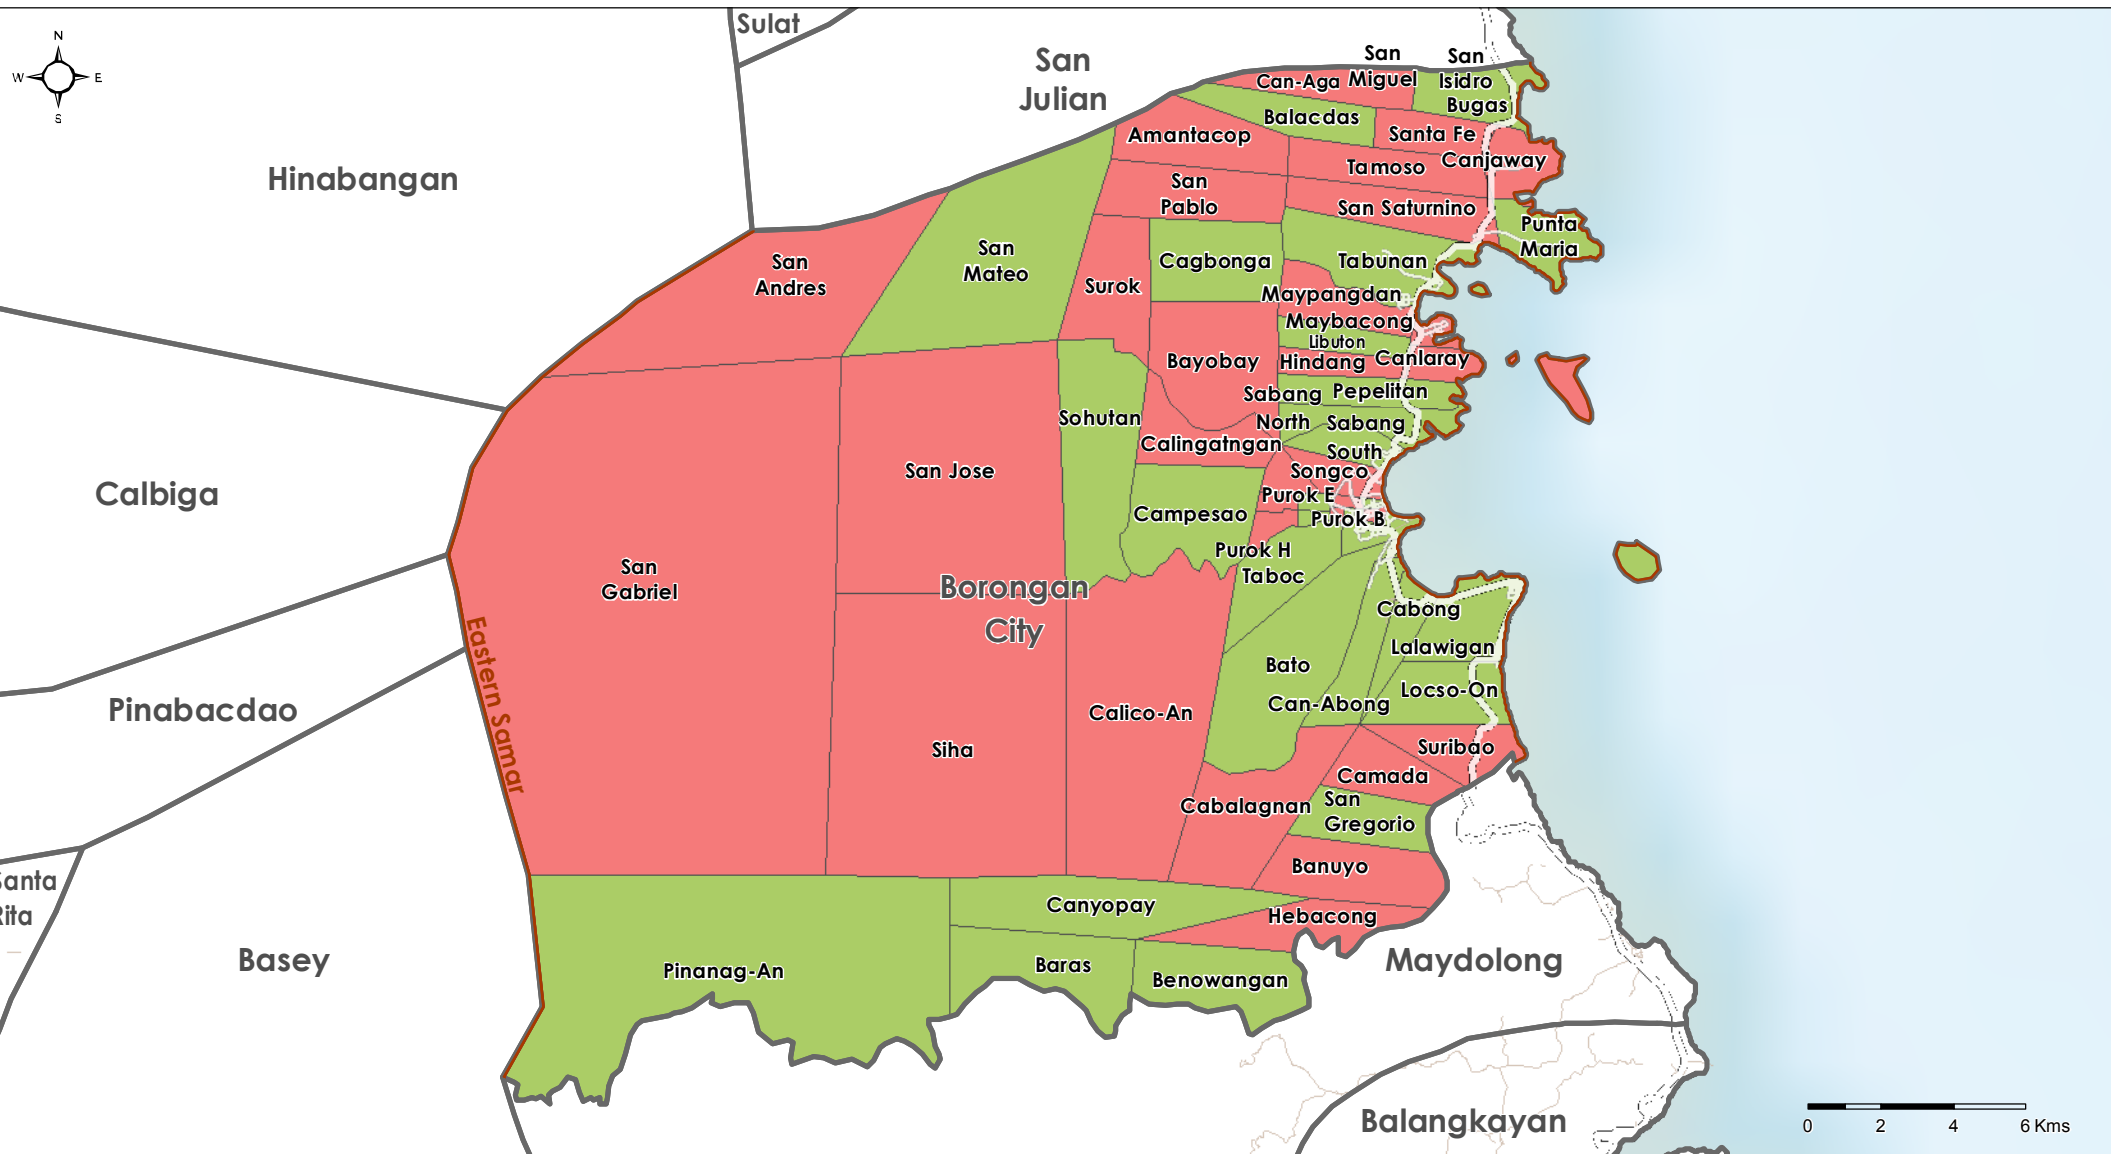 Sulat
San
Julian
N
W
E
S
Hinabangan
Calbiga
Pinabacdao
Santa
Rita
Basey
Eastern Samar
Borongan
City
Maydolong
Balangkayan
San
Miguel
San
Isidro
Can-Aga
Bugas
Balacdas
Santa Fe
Amantacop
Canjaway
Tamoso
San
Pablo
San Saturnino
Punta
Maria
San
Mateo
San
Andres
Surok
Cagbonga
Tabunan
Maypangdan
Maybacong
Libuton
Bayobay
Hindang
Canlaray
Sabang
North
Pepelitan
Sohutan
Sabang
South
Calingatngan
San Jose
Songco
Purok E
Campesao
Purok B
Purok H
Taboc
San
Gabriel
Cabong
Lalawigan
Bato
Locso-On
Can-Abong
Calico-An
Siha
Suribao
Camada
Cabalagnan
San
Gregorio
Banuyo
Canyopay
Hebacong
Pinanag-An
Baras
Benowangan
0
2
4
6 Kms